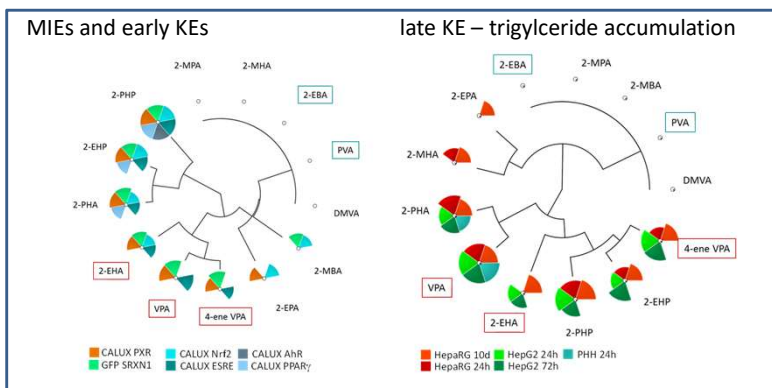 MIEs and early KEs
2-MPA
2-MHA
2-EBA
PVA
DMVA
2-MBA
2-EPA
4-ene VPA
VPA
2-EHA
2-PHA
2-EHP
2-PHP
CALUX PXR
CALUX Nrf2
CALUX AhR
GFP SRXN1
CALUX ESRE
CALUX PPARγ
late KE – trigylceride accumulation
2-EBA
2-MPA
2-MBA
PVA
DMVA
4-ene VPA
2-EHP
2-PHP
2-EHA
VPA
2-PHA
2-MHA
2-EPA
HepaRG 10d
HepG2 24h
PHH 24h
HepaRG 24h
HepG2 72h